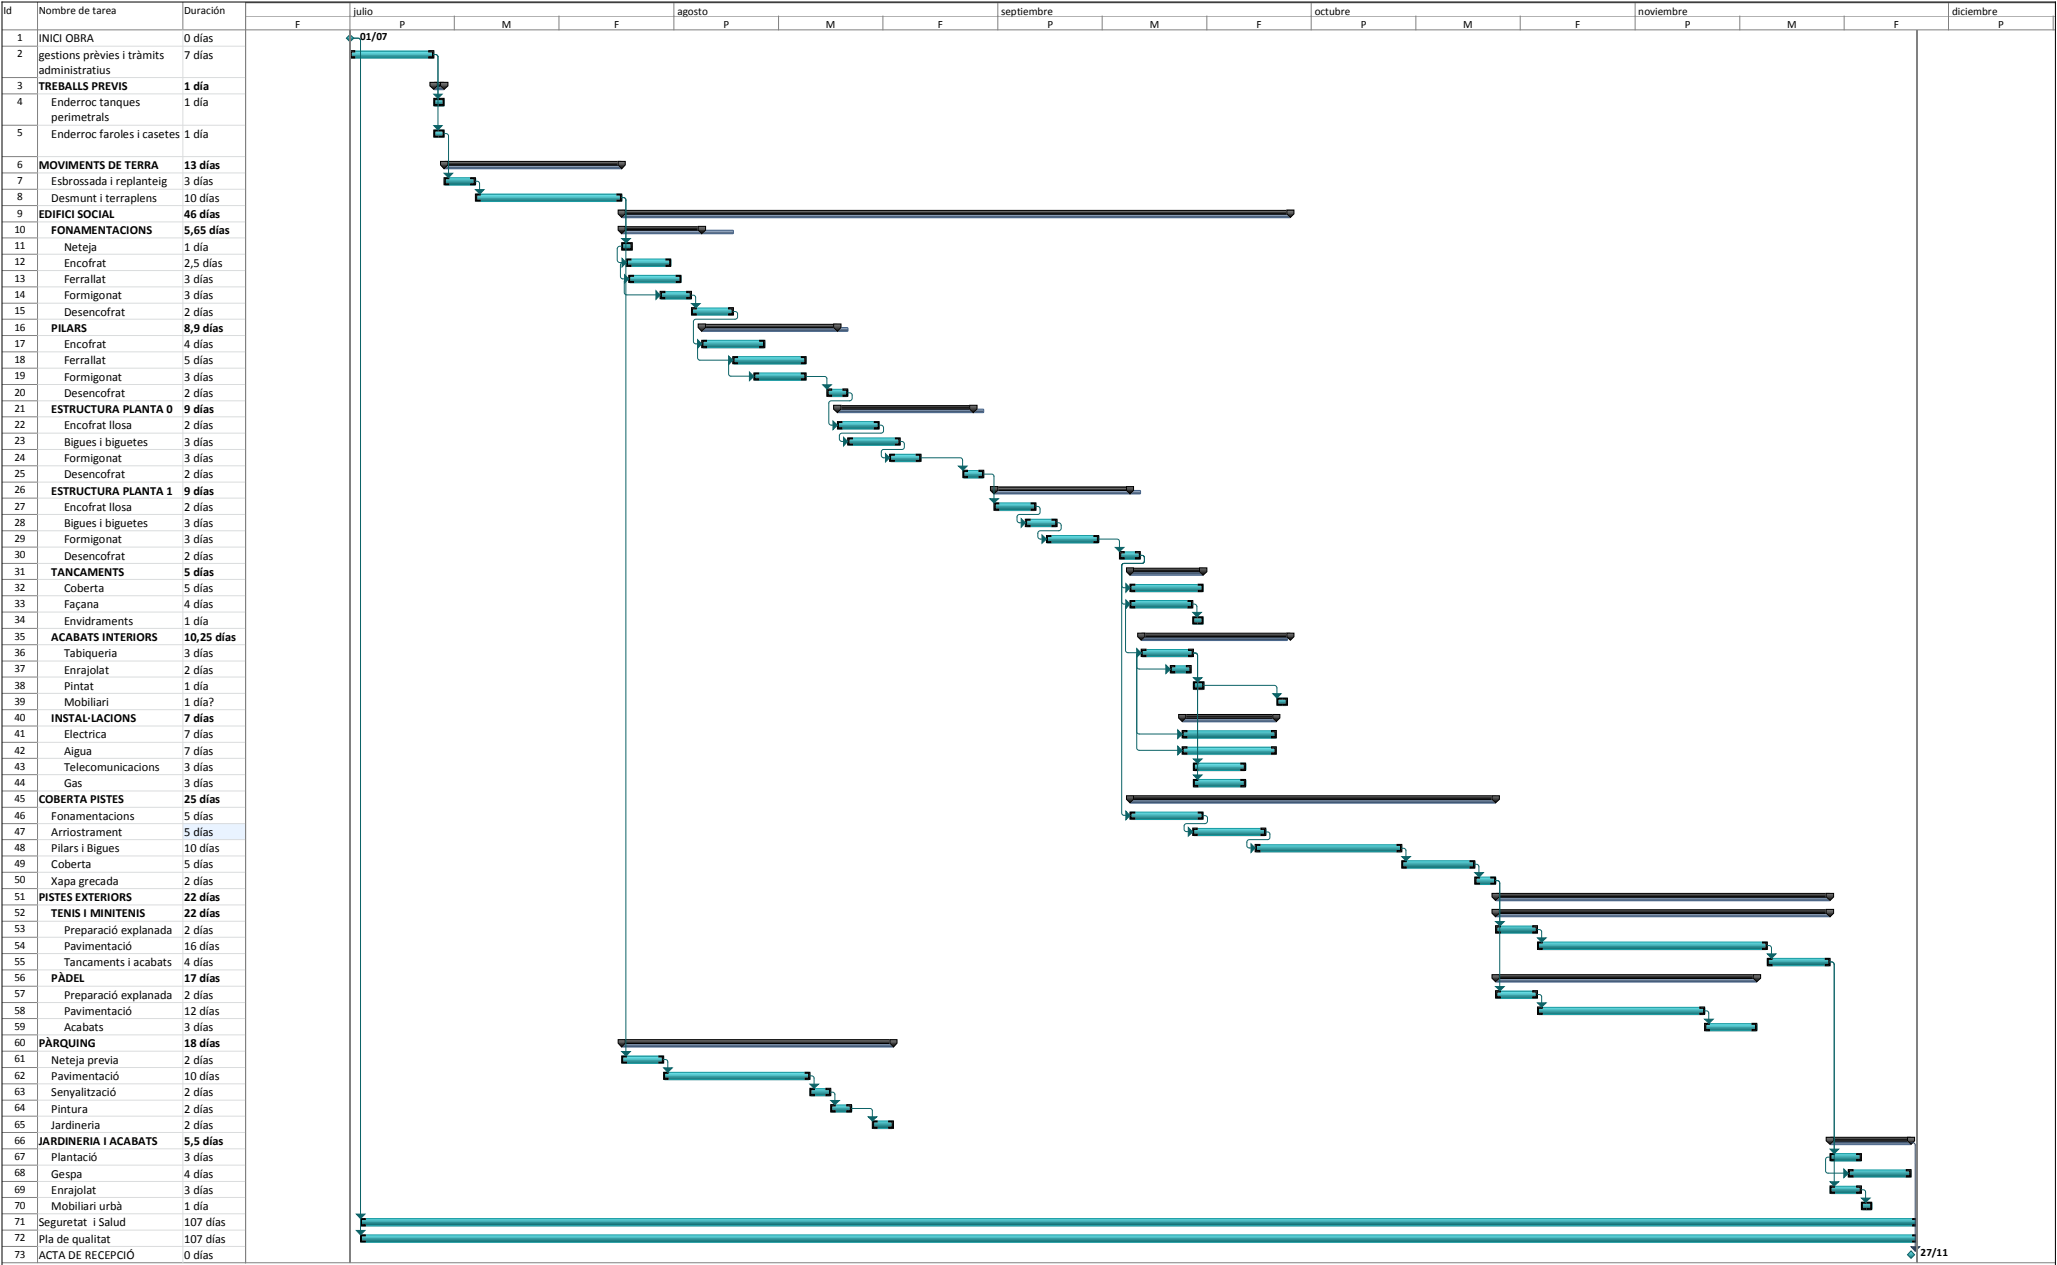 Id Nombre de tarea Duración julio agosto septiembre octubre noviembre diciembre
F P M F P M F P M F P M F P M F P
1 INICI OBRA 0 días 01/07
2 gestions prèvies i tràmits 7 días
administratius
3 TREBALLS PREVIS 1 día
4 Enderroc tanques 1 día
perimetrals
5 Enderroc faroles i casetes 1 día
6 MOVIMENTS DE TERRA 13 días
7 Esbrossada i replanteig 3 días
8 Desmunt i terraplens 10 días
9 EDIFICI SOCIAL 46 días
10 FONAMENTACIONS 5,65 días
11 Neteja 1 día
12 Encofrat 2,5 días
13 Ferrallat 3 días
14 Formigonat 3 días
15 Desencofrat 2 días
16 PILARS 8,9 días
17 Encofrat 4 días
18 Ferrallat 5 días
19 Formigonat 3 días
20 Desencofrat 2 días
21 ESTRUCTURA PLANTA 0 9 días
22 Encofrat llosa 2 días
23 Bigues i biguetes 3 días
24 Formigonat 3 días
25 Desencofrat 2 días
26 ESTRUCTURA PLANTA 1 9 días
27 Encofrat llosa 2 días
28 Bigues i biguetes 3 días
29 Formigonat 3 días
30 Desencofrat 2 días
31 TANCAMENTS 5 días
32 Coberta 5 días
33 Façana 4 días
34 Envidraments 1 día
35 ACABATS INTERIORS 10,25 días
36 Tabiqueria 3 días
37 Enrajolat 2 días
38 Pintat 1 día
39 Mobiliari 1 día?
40 INSTAL·LACIONS 7 días
41 Electrica 7 días
42 Aigua 7 días
43 Telecomunicacions 3 días
44 Gas 3 días
45 COBERTA PISTES 25 días
46 Fonamentacions 5 días
47 Arriostrament 5 días
48 Pilars i Bigues 10 días
49 Coberta 5 días
50 Xapa grecada 2 días
51 PISTES EXTERIORS 22 días
52 TENIS I MINITENIS 22 días
53 Preparació explanada 2 días
54 Pavimentació 16 días
55 Tancaments i acabats 4 días
56 PÀDEL 17 días
57 Preparació explanada 2 días
58 Pavimentació 12 días
59 Acabats 3 días
60 PÀRQUING 18 días
61 Neteja previa 2 días
62 Pavimentació 10 días
63 Senyalització 2 días
64 Pintura 2 días
65 Jardineria 2 días
66 JARDINERIA I ACABATS 5,5 días
67 Plantació 3 días
68 Gespa 4 días
69 Enrajolat 3 días
70 Mobiliari urbà 1 día
71 Seguretat i Salud 107 días
72 Pla de qualitat 107 días
73 ACTA DE RECEPCIÓ 0 días 27/11